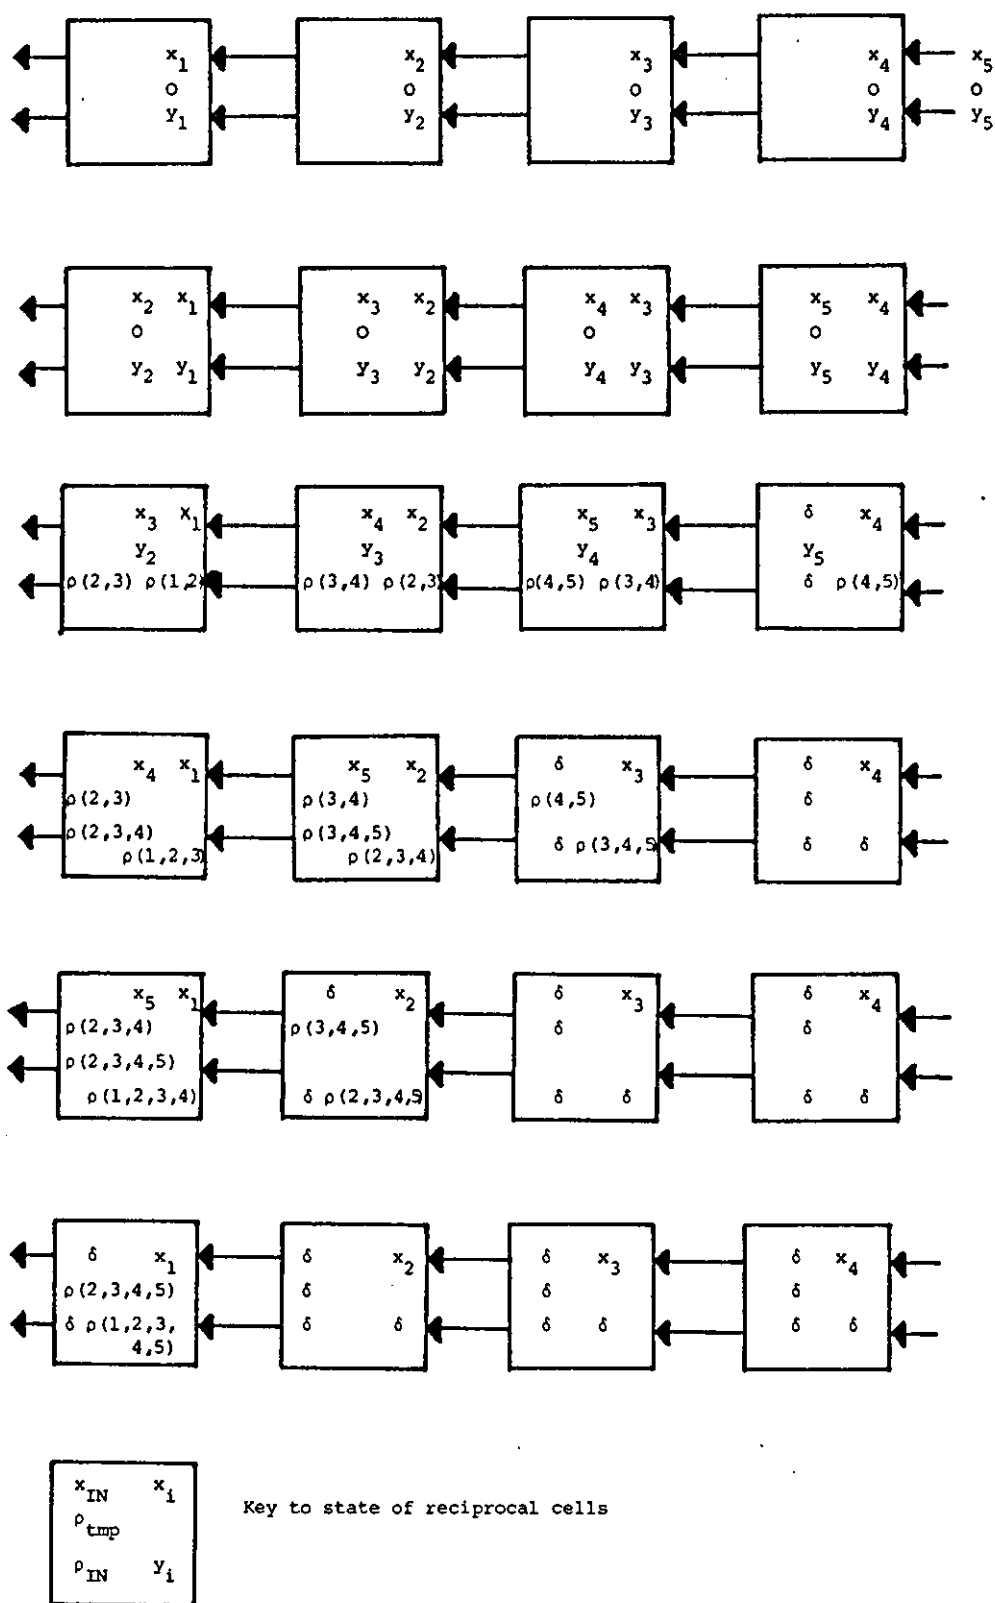 x₁ x₂ x₃ x₄ x₅
o o o o o
y₁ y₂ y₃ y₄ y₅
x₂ x₁ x₃ x₂ x₄ x₃ x₅ x₄
o o o o
y₂ y₁ y₃ y₂ y₄ y₃ y₅ y₄
x₃ x₁ x₄ x₂ x₅ x₃ δ x₄
y₂ y₃ y₄ y₅
ρ(2,3) ρ(1,2) ρ(3,4) ρ(2,3) ρ(4,5) ρ(3,4) δ ρ(4,5)
x₄ x₁ x₅ x₂ δ x₃ δ x₄
ρ(2,3) ρ(3,4) ρ(4,5) δ
ρ(2,3,4) ρ(3,4,5) δ ρ(3,4,5 δ δ
ρ(1,2,3) ρ(2,3,4)
x₅ x₁ δ x₂ δ x₃ δ x₄
ρ(2,3,4) ρ(3,4,5) δ δ
ρ(2,3,4,5)
ρ(1,2,3,4) δ ρ(2,3,4,5) δ δ δ δ
δ x₁ δ x₂ δ x₃ δ x₄
ρ(2,3,4,5) δ δ δ
δ ρ(1,2,3, δ δ δ δ δ δ
4,5)
x_IN x_i
ρ_tmp
ρ_IN y_i
Key to state of reciprocal cells